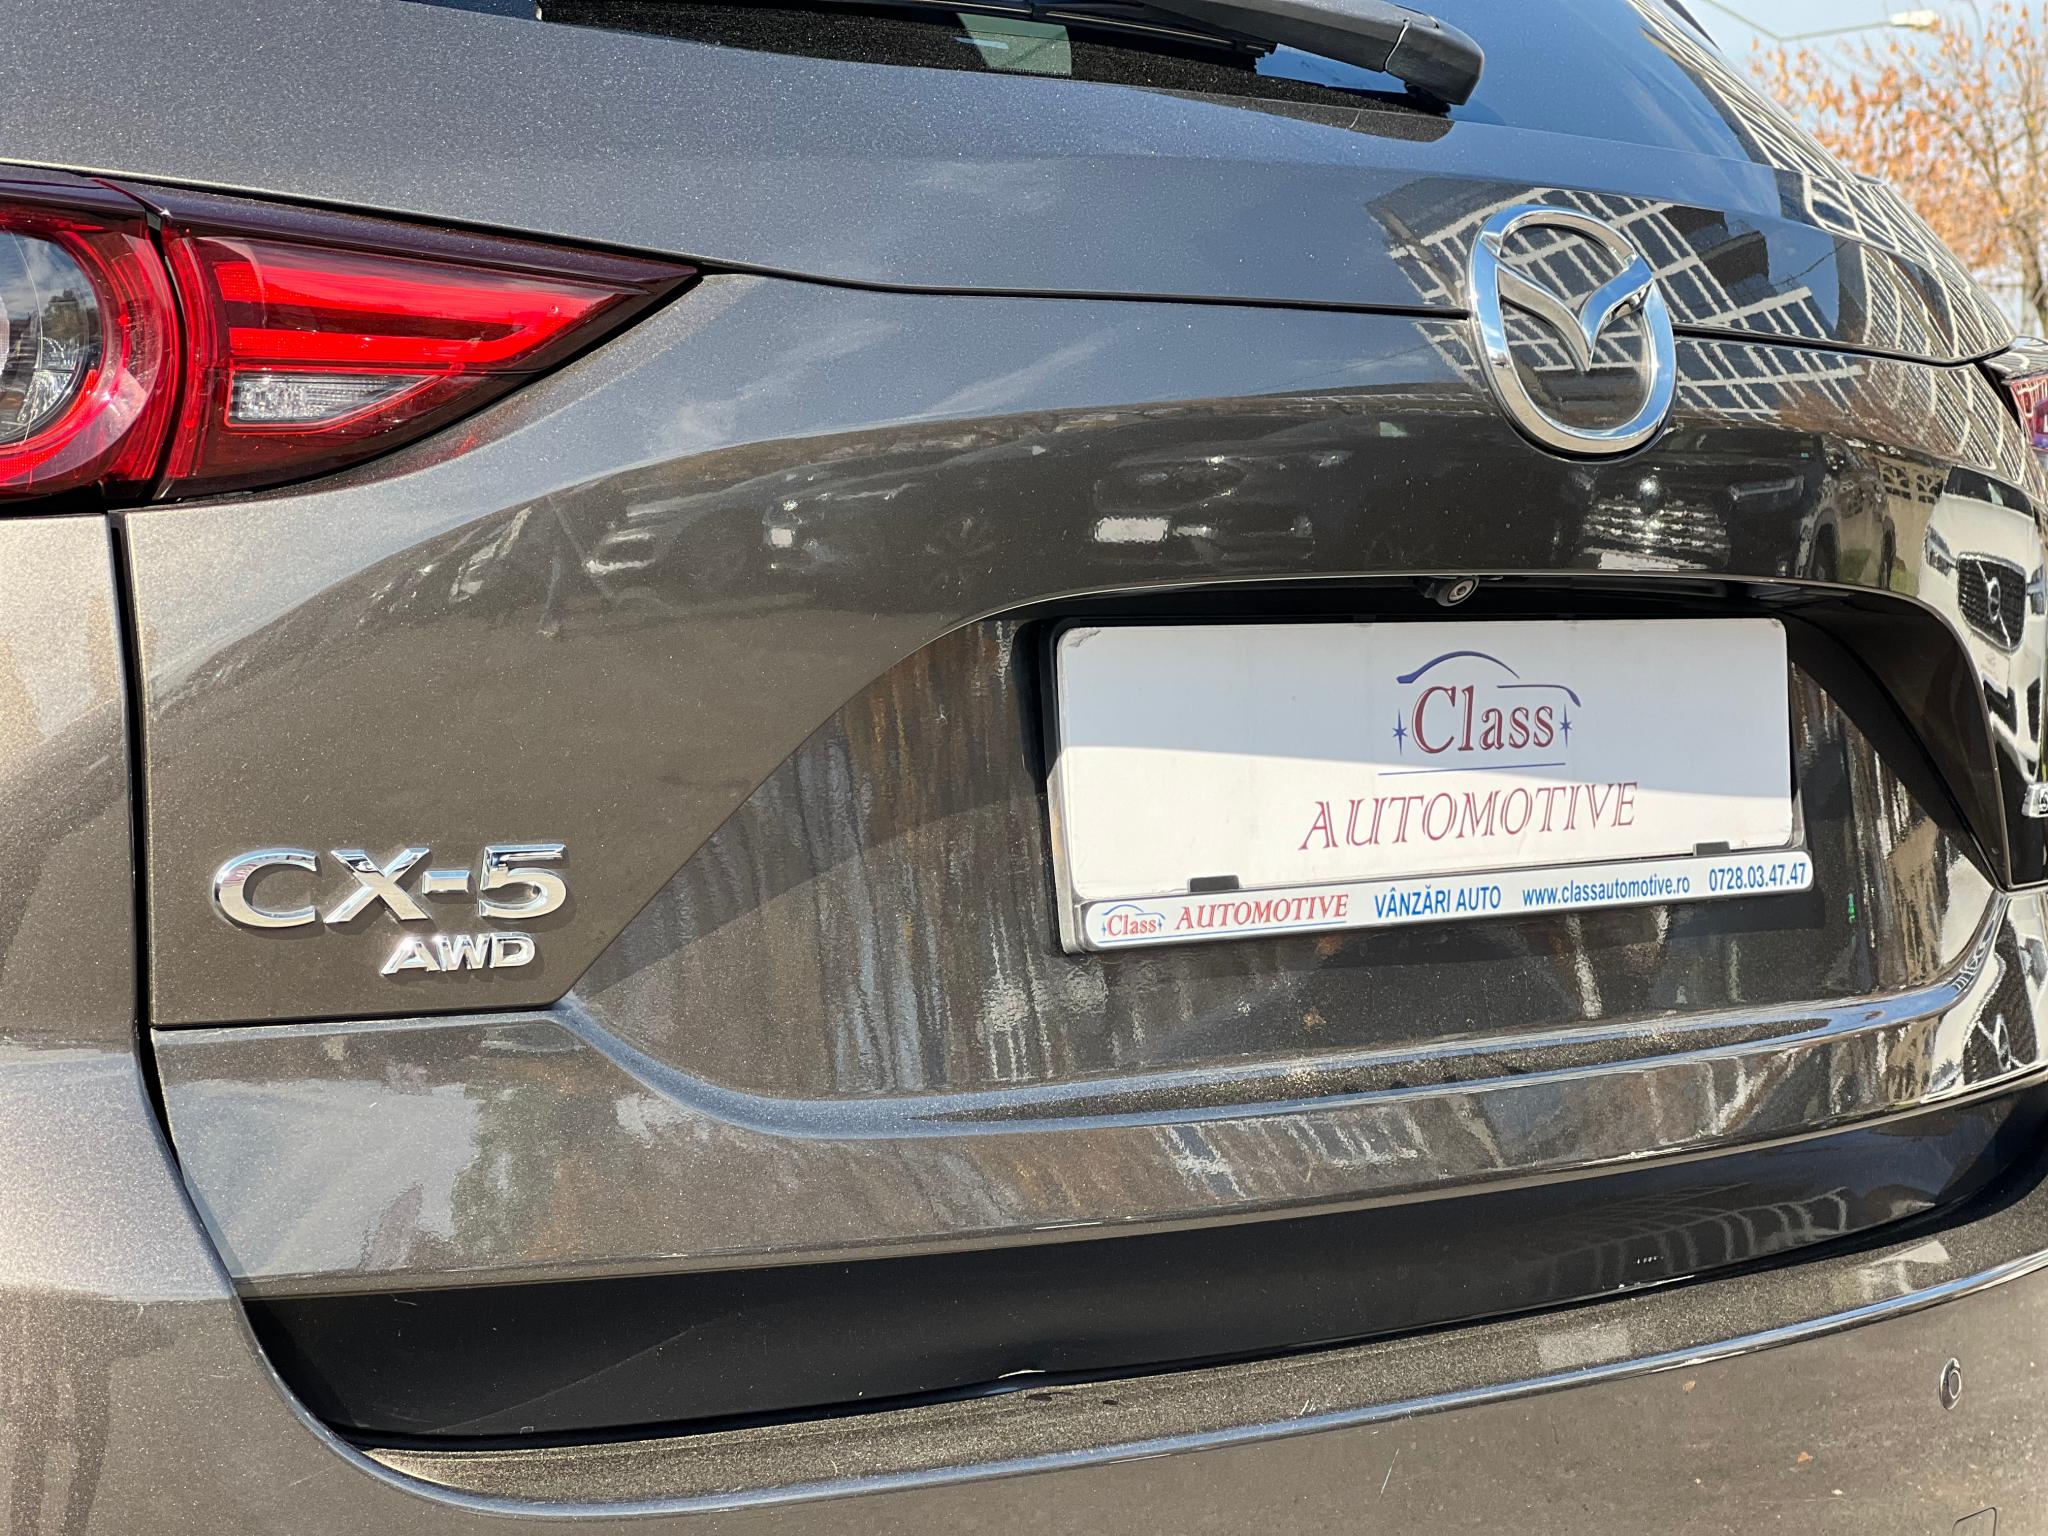 Class
AUTOMOTIVE
Class AUTOMOTIVE VÂNZĂRI AUTO www.classautomotive.ro 0728.03.47.47
CX-5
AWD